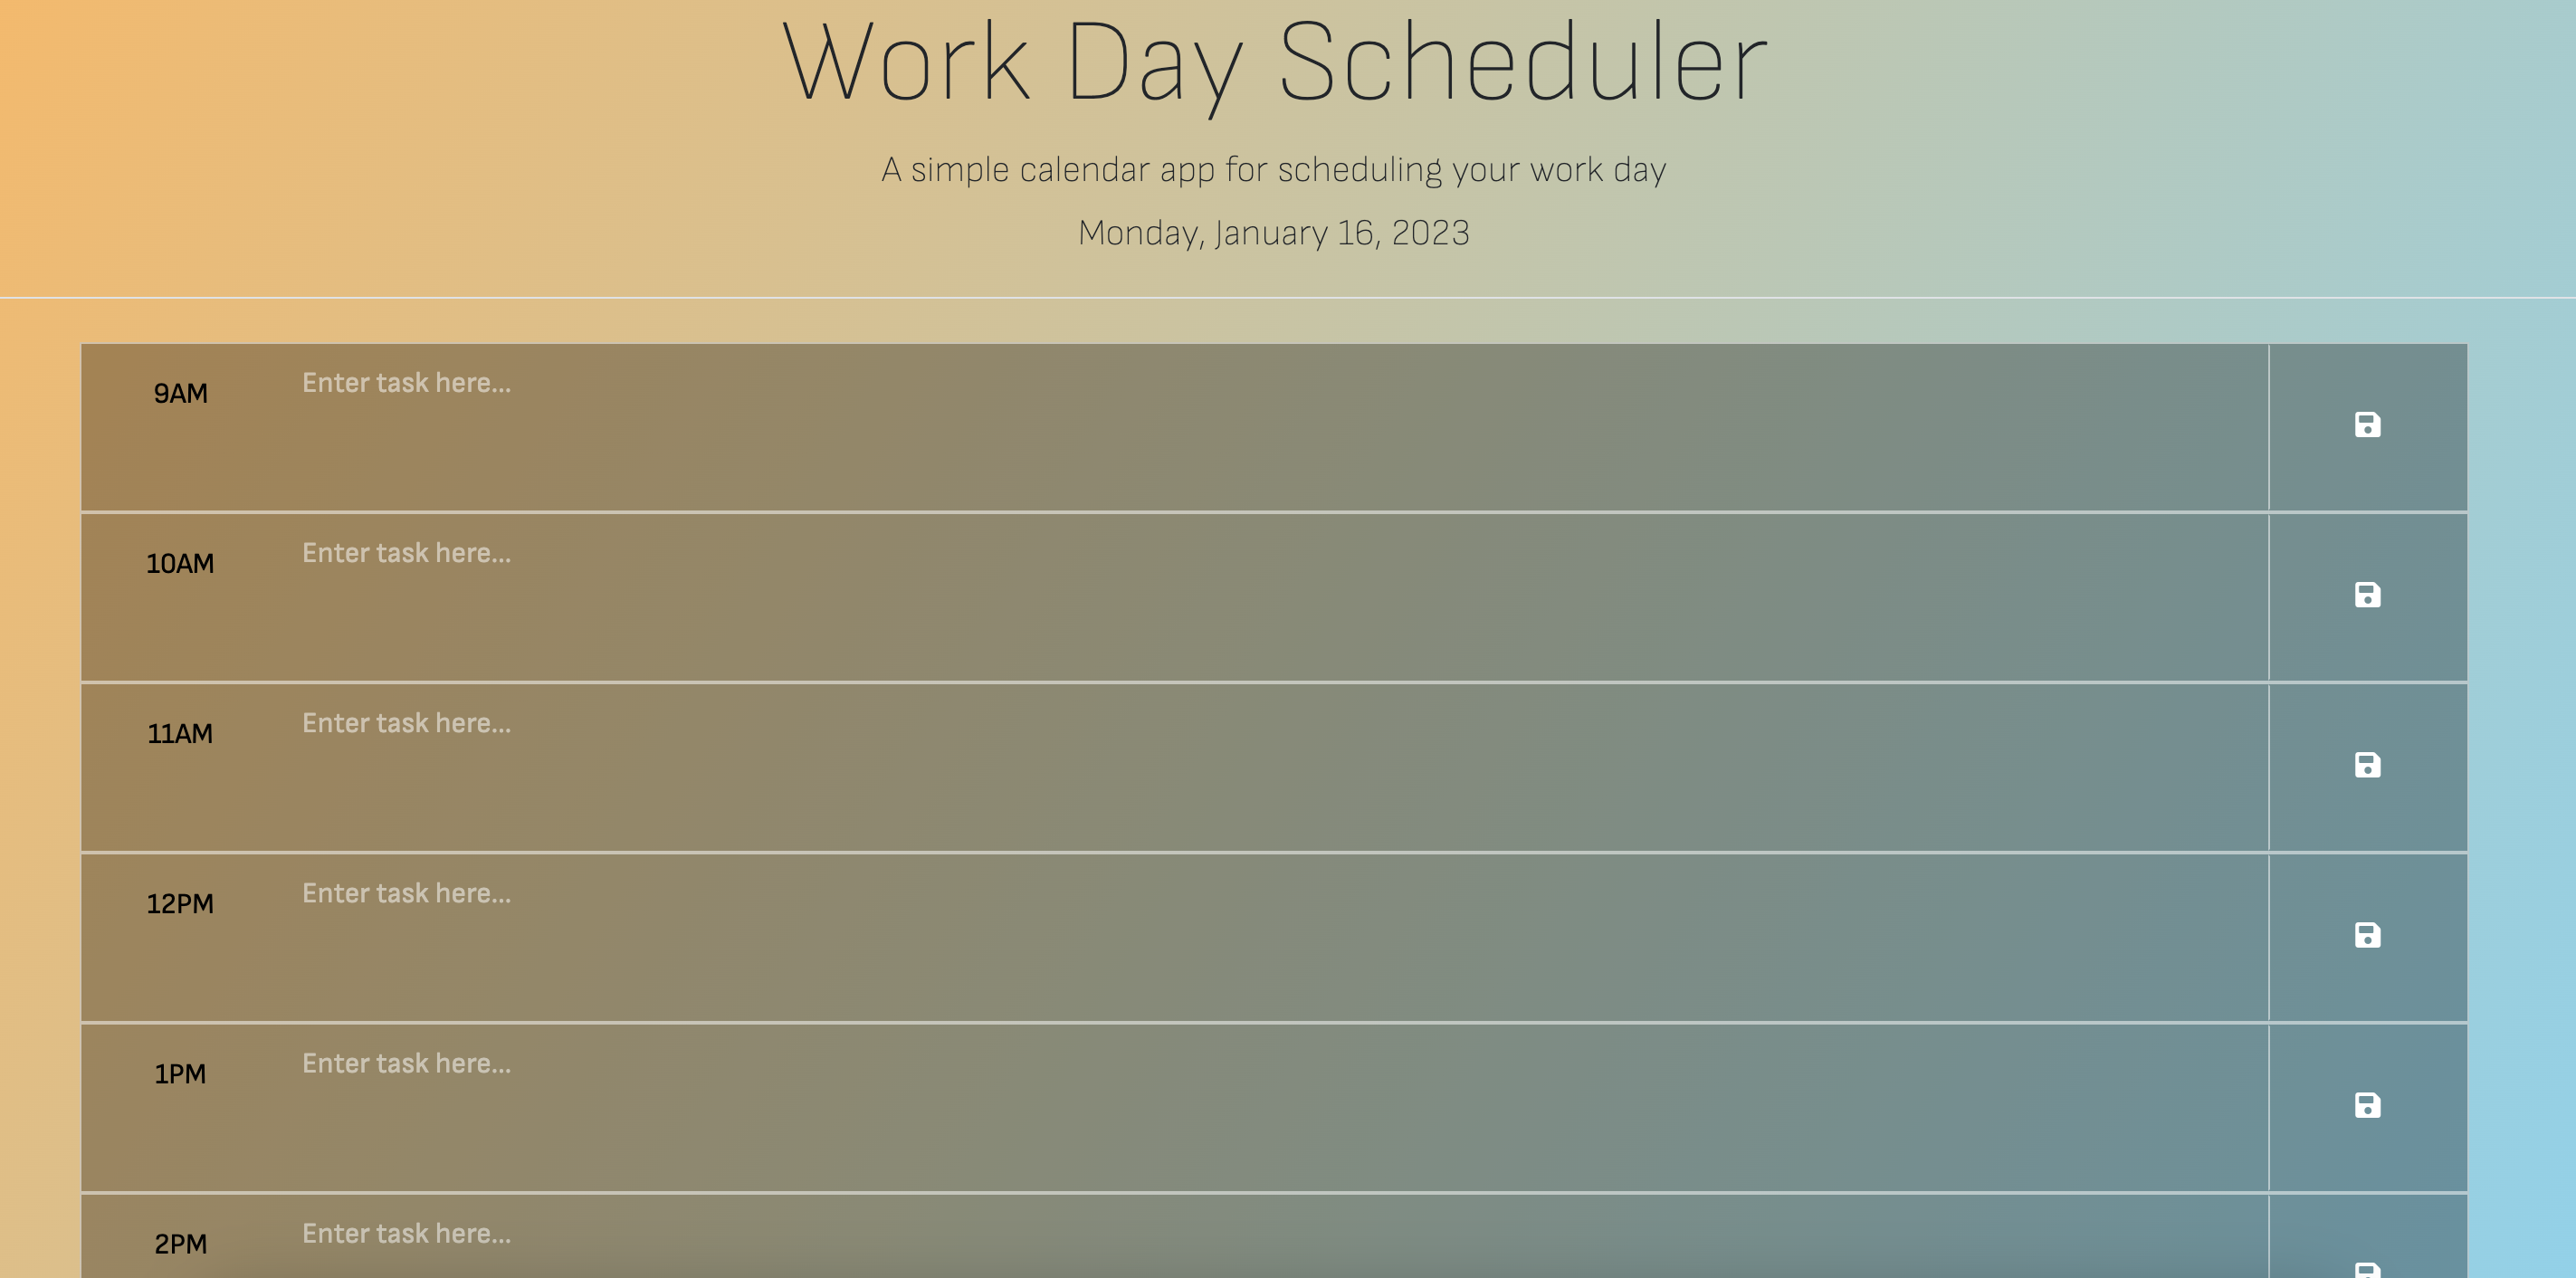 Work Day Scheduler
A simple calendar app for scheduling your work day
Monday, January 16, 2023
9AM Enter task here...
10AM Enter task here...
11AM Enter task here...
12PM Enter task here...
1PM Enter task here...
2PM Enter task here...